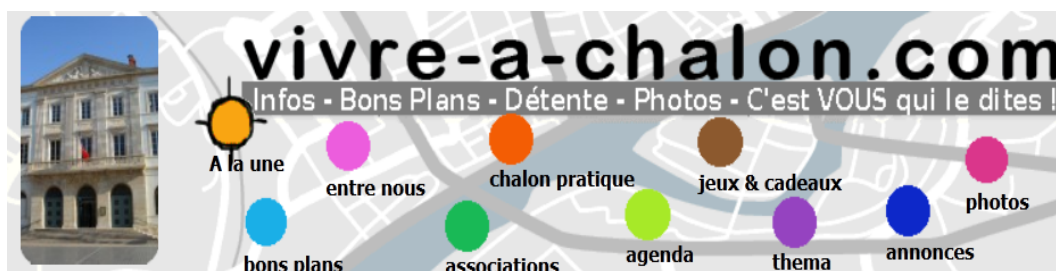 vivre-a-chalon.com
Infos - Bons Plans - Détente - Photos - C'est VOUS qui le dites !
A la une
entre nous
chalon pratique
jeux & cadeaux
photos
bons plans
associations
agenda
thema
annonces